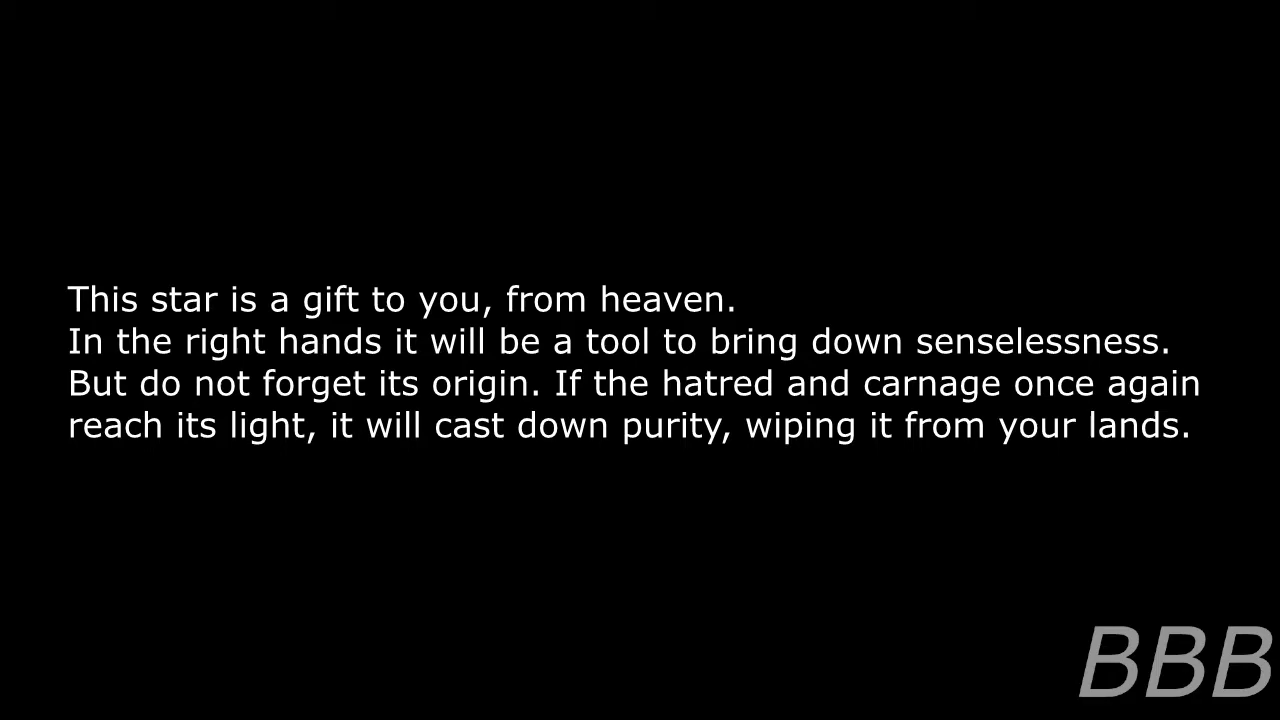 This star is a gift to you, from heaven.
In the right hands it will be a tool to bring down senselessness.
But do not forget its origin. If the hatred and carnage once again
reach its light, it will cast down purity, wiping it from your lands.
BBB